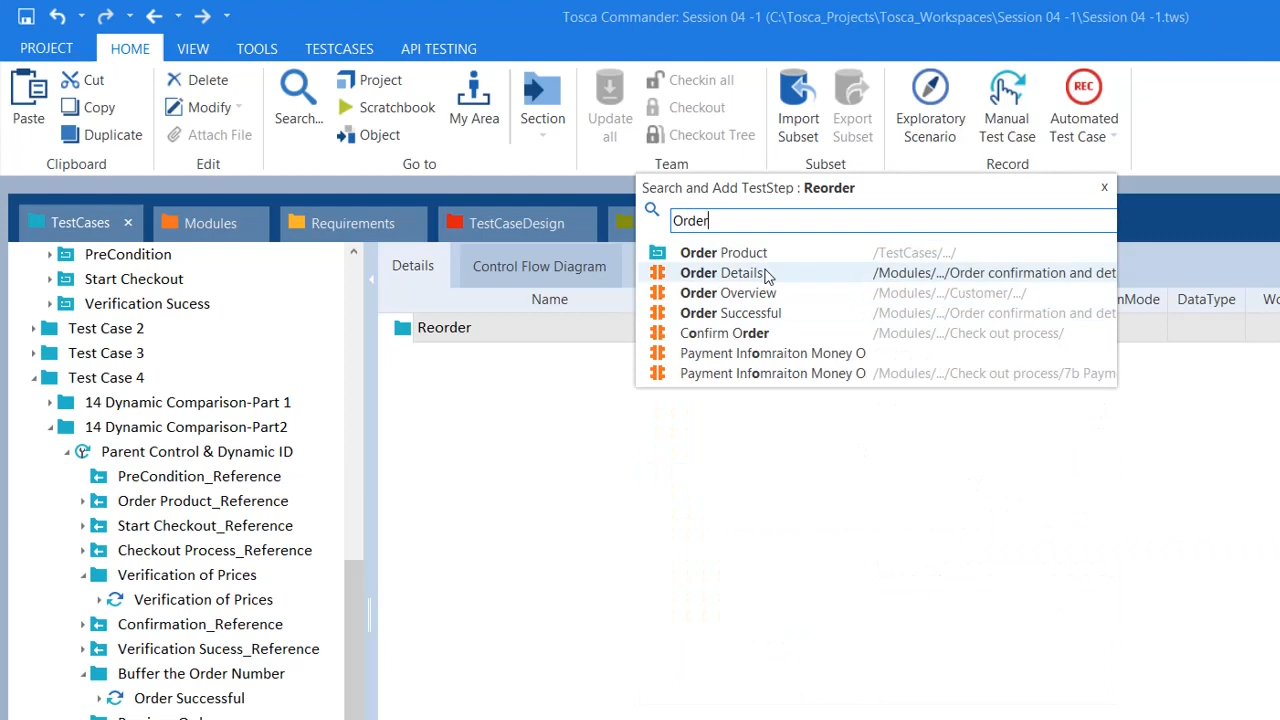 Tosca Commander: Session 04 -1 (C:\Tosca_Projects\Tosca_Workspaces\Session 04 -1\Session 04 -1.tws)
PROJECT HOME VIEW TOOLS TESTCASES API TESTING
Paste Cut Copy Duplicate
Clipboard
Delete Modify Attach File
Edit
Search... Project Scratchbook Object My Area
Go to
Section
Update all Checkin all Checkout Checkout Tree
Team
Import Subset Export Subset
Subset
REC
Exploratory Scenario Manual Test Case Automated Test Case
Record
TestCases × Modules Requirements TestCaseDesign
Search and Add TestStep : Reorder x
Order
Order Product /TestCases/.../
Order Details /Modules/.../Order confirmation and det
Order Overview /Modules/.../Customer/.../
Order Successful /Modules/.../Order confirmation and det
Confirm Order /Modules/.../Check out process/
Payment Infomraiton Money O
Payment Infomraiton Money O /Modules/.../Check out process/7b Paym
PreCondition
Start Checkout
Verification Sucess
Test Case 2
Test Case 3
Test Case 4
14 Dynamic Comparison-Part 1
14 Dynamic Comparison-Part2
Parent Control & Dynamic ID
PreCondition_Reference
Order Product_Reference
Start Checkout_Reference
Checkout Process_Reference
Verification of Prices
Verification of Prices
Confirmation_Reference
Verification Sucess_Reference
Buffer the Order Number
Order Successful
Details Control Flow Diagram
Name nMode DataType Wo
Reorder